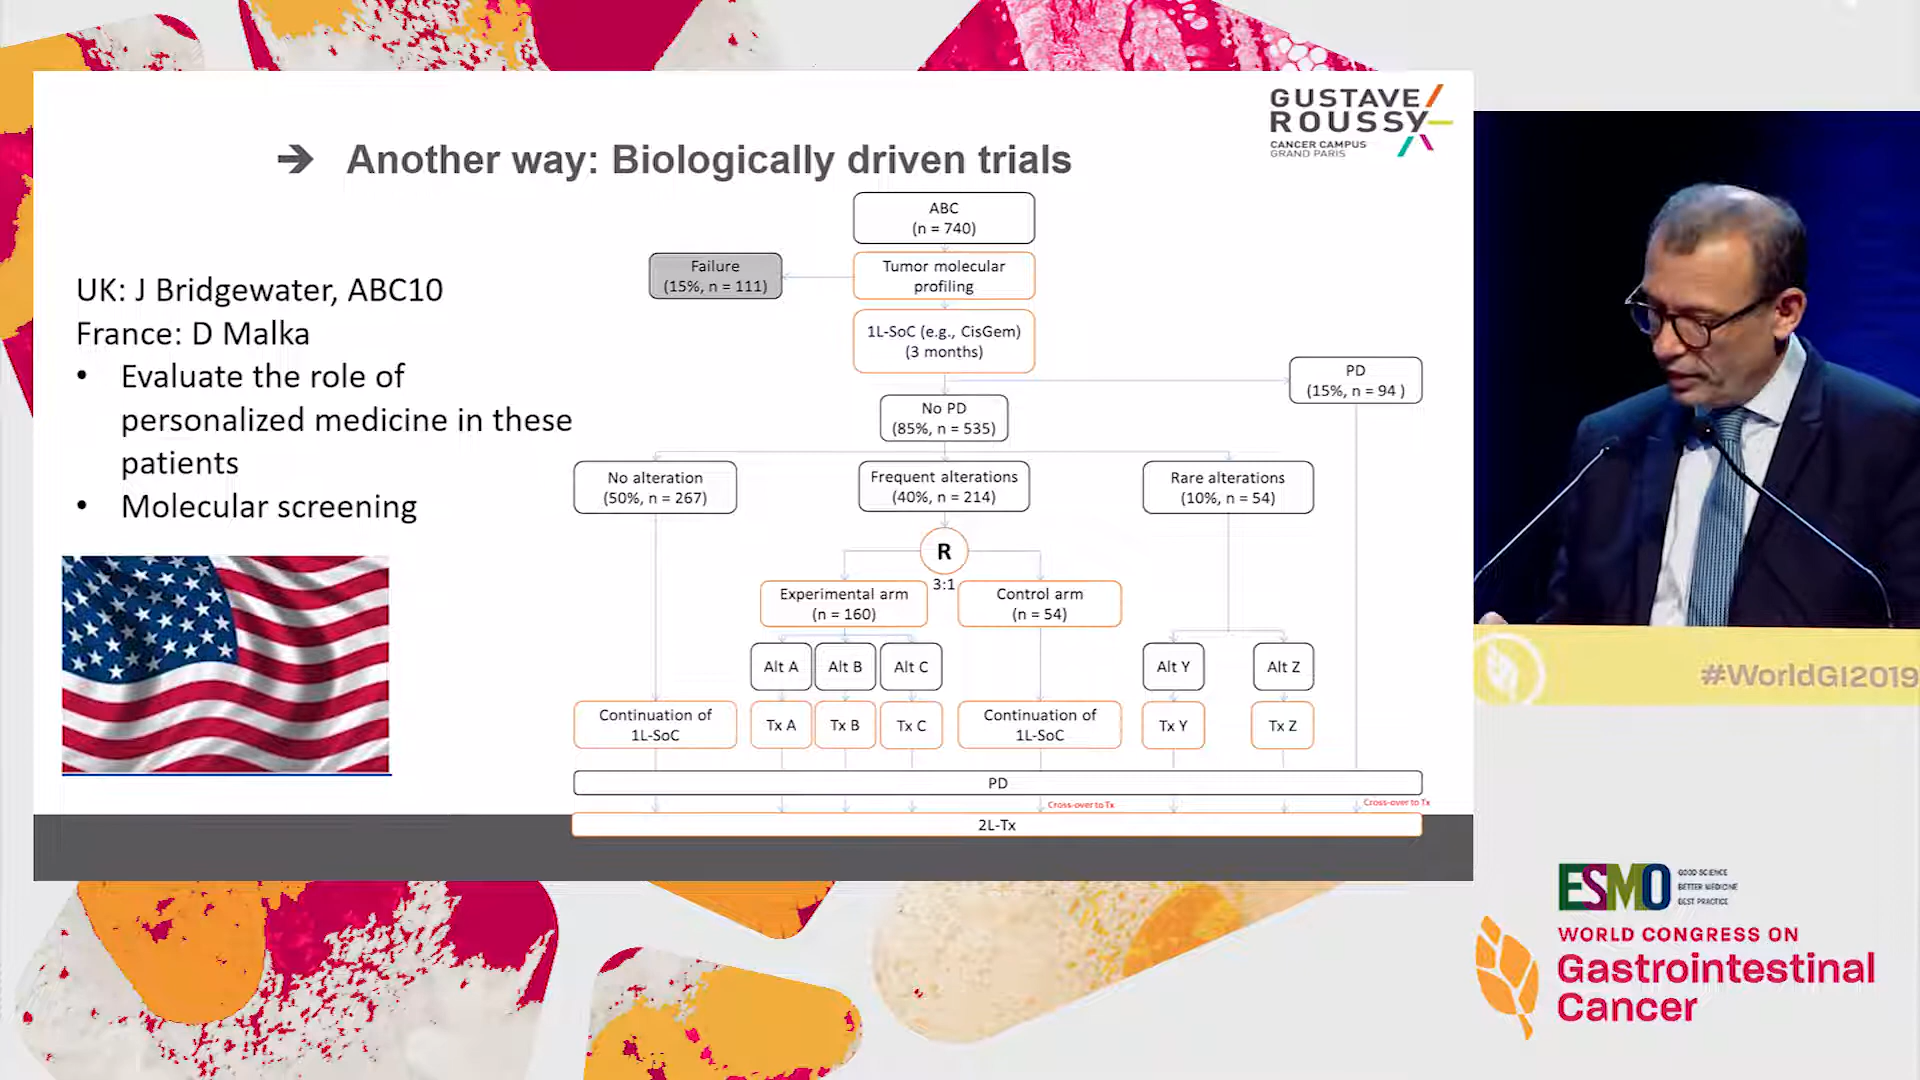 GUSTAVE
ROUSSY
CANCER CAMPUS
GRAND PARIS
➔ Another way: Biologically driven trials
UK: J Bridgewater, ABC10
France: D Malka
• Evaluate the role of
personalized medicine in these
patients
• Molecular screening
ABC
(n = 740)
Failure
(15%, n = 111)
Tumor molecular
profiling
1L-SoC (e.g., CisGem)
(3 months)
PD
(15%, n = 94 )
No PD
(85%, n = 535)
No alteration
(50%, n = 267)
Frequent alterations
(40%, n = 214)
Rare alterations
(10%, n = 54)
R
3:1
Experimental arm
(n = 160)
Control arm
(n = 54)
Alt A
Alt B
Alt C
Alt Y
Alt Z
Continuation of
1L-SoC
Tx A
Tx B
Tx C
Continuation of
1L-SoC
Tx Y
Tx Z
PD
Cross-over to Tx
Cross-over to Tx
2L-Tx
#WorldGI2019
ESMO
GOOD SCIENCE
BETTER MEDICINE
BEST PRACTICE
WORLD CONGRESS ON
Gastrointestinal
Cancer